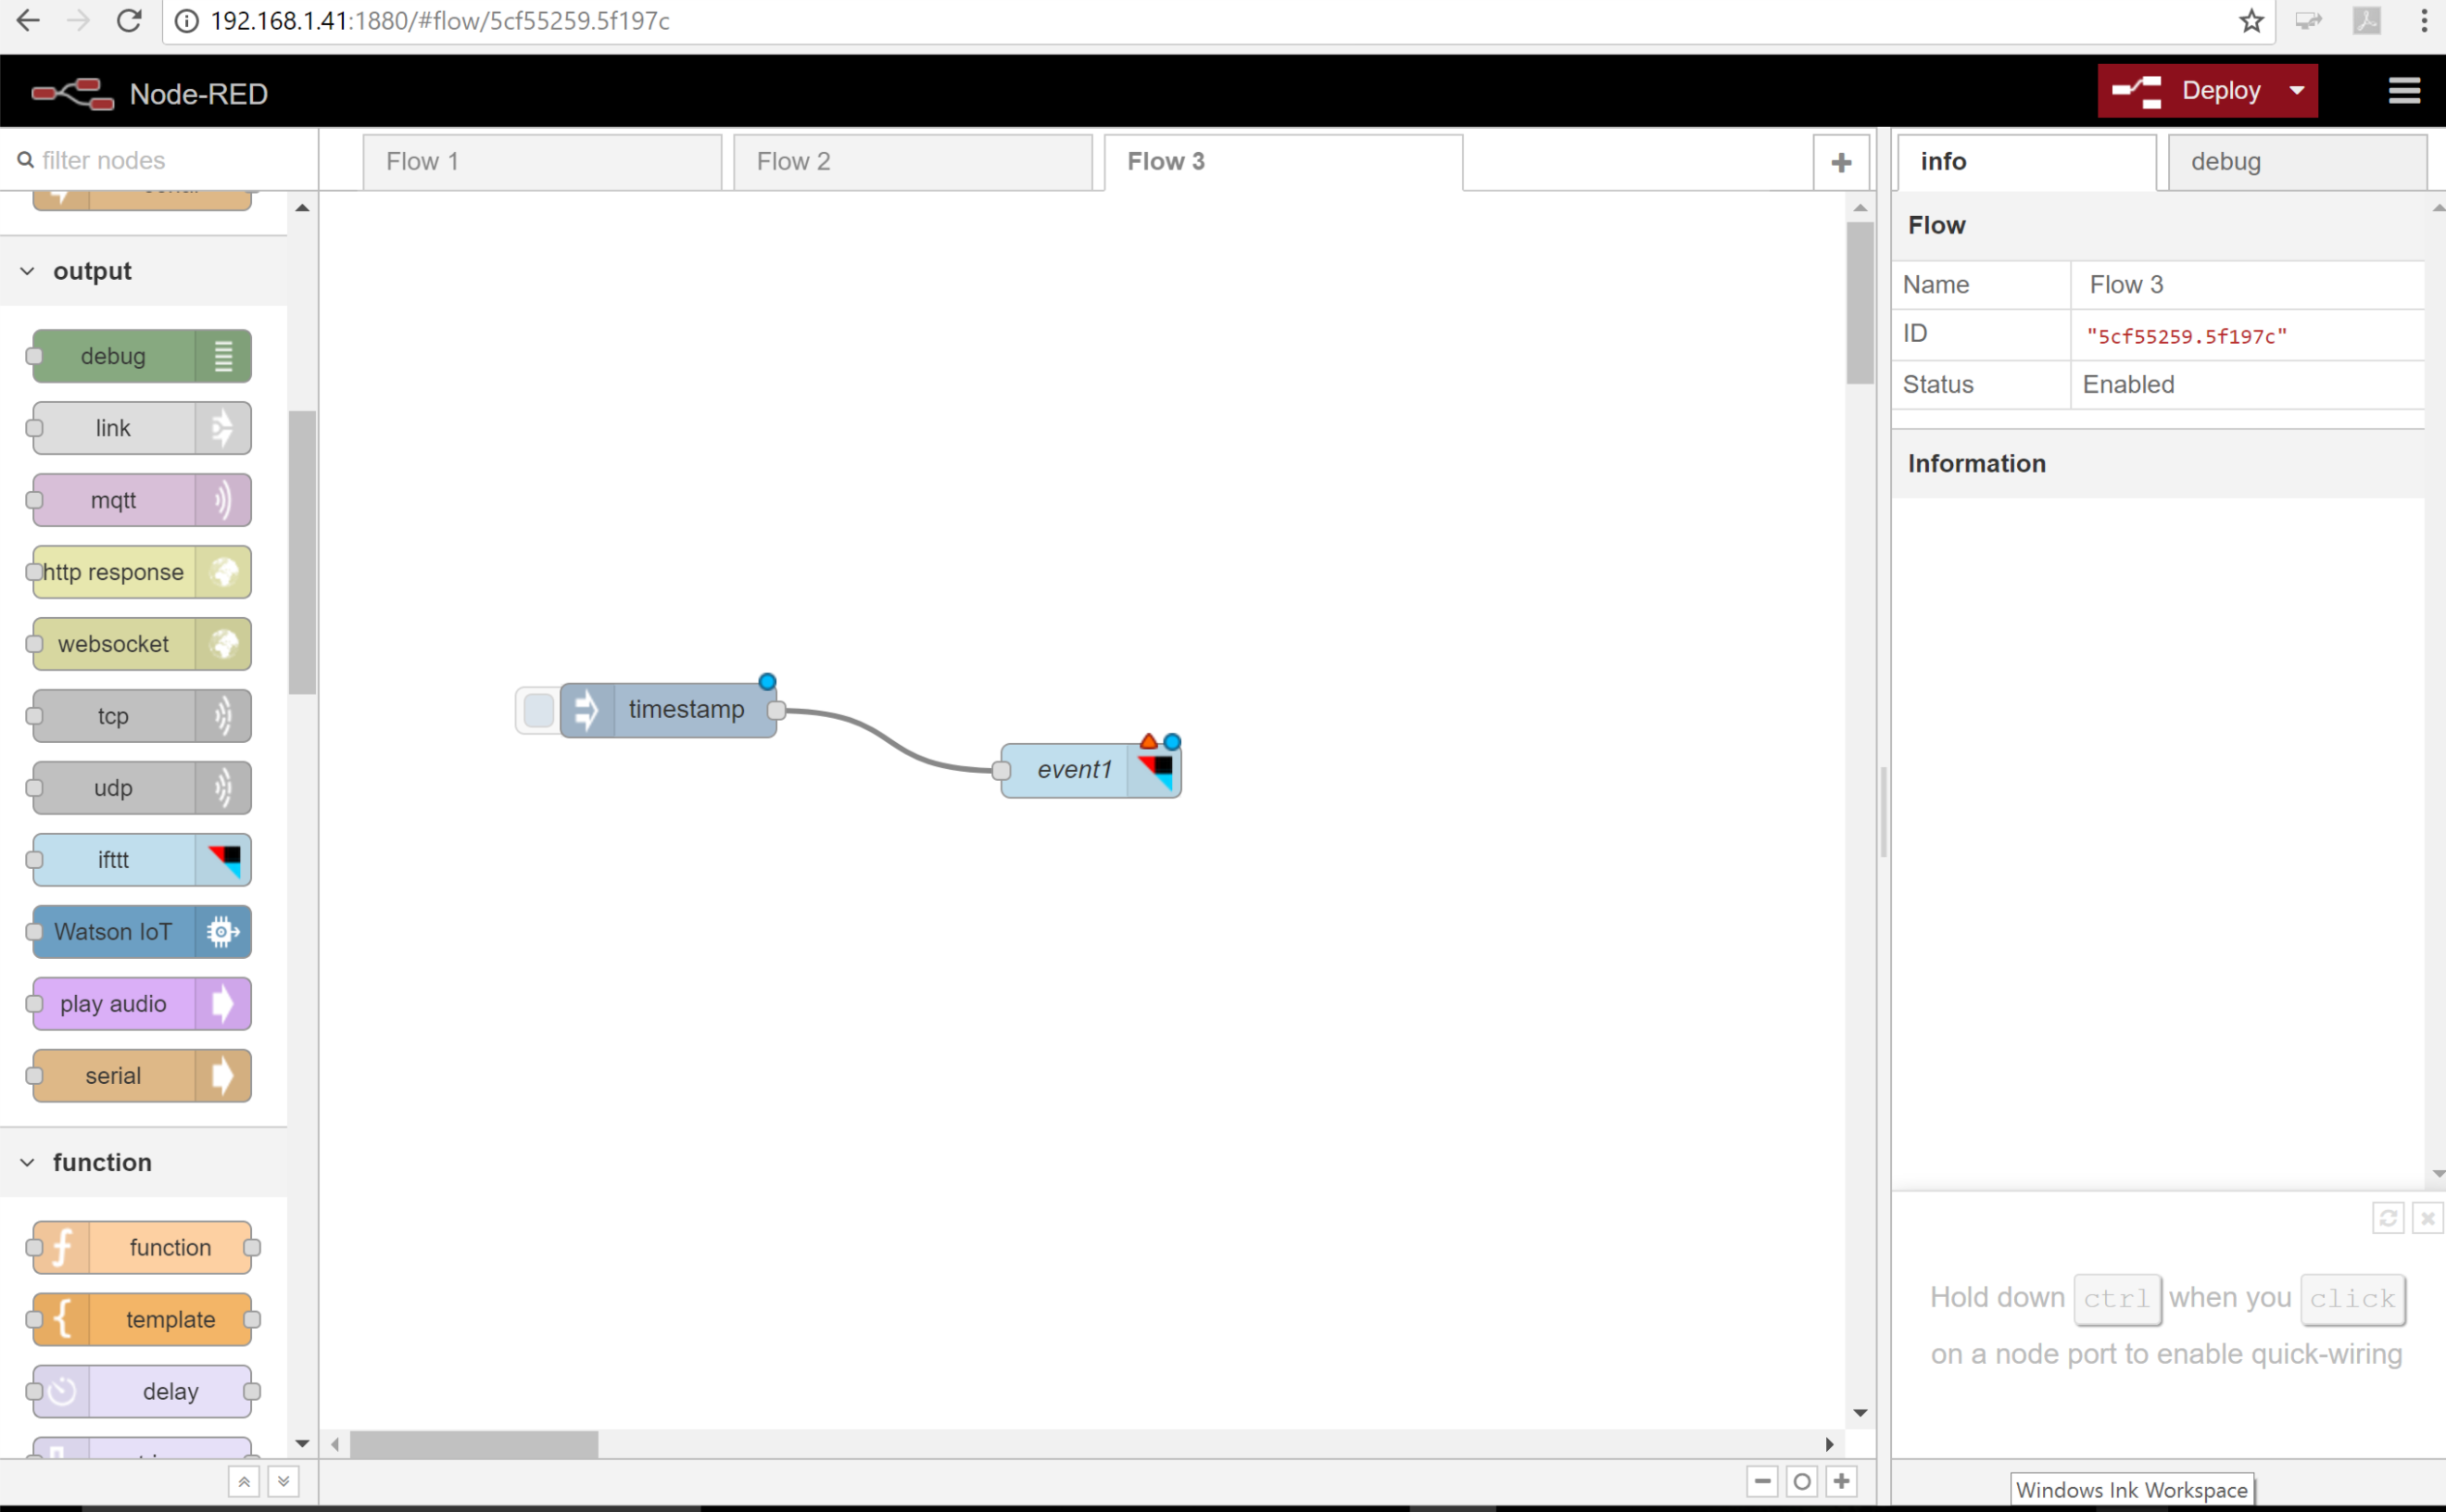 192.168.1.41:1880/#flow/5cf55259.5f197c
Node-RED
Deploy
filter nodes
Flow 1
Flow 2
Flow 3
info
debug
output
debug
link
mqtt
http response
websocket
tcp
udp
ifttt
Watson IoT
play audio
serial
function
function
template
delay
timestamp
event1
Flow
Name
Flow 3
ID
"5cf55259.5f197c"
Status
Enabled
Information
Hold down ctrl when you click
on a node port to enable quick-wiring
Windows Ink Workspace